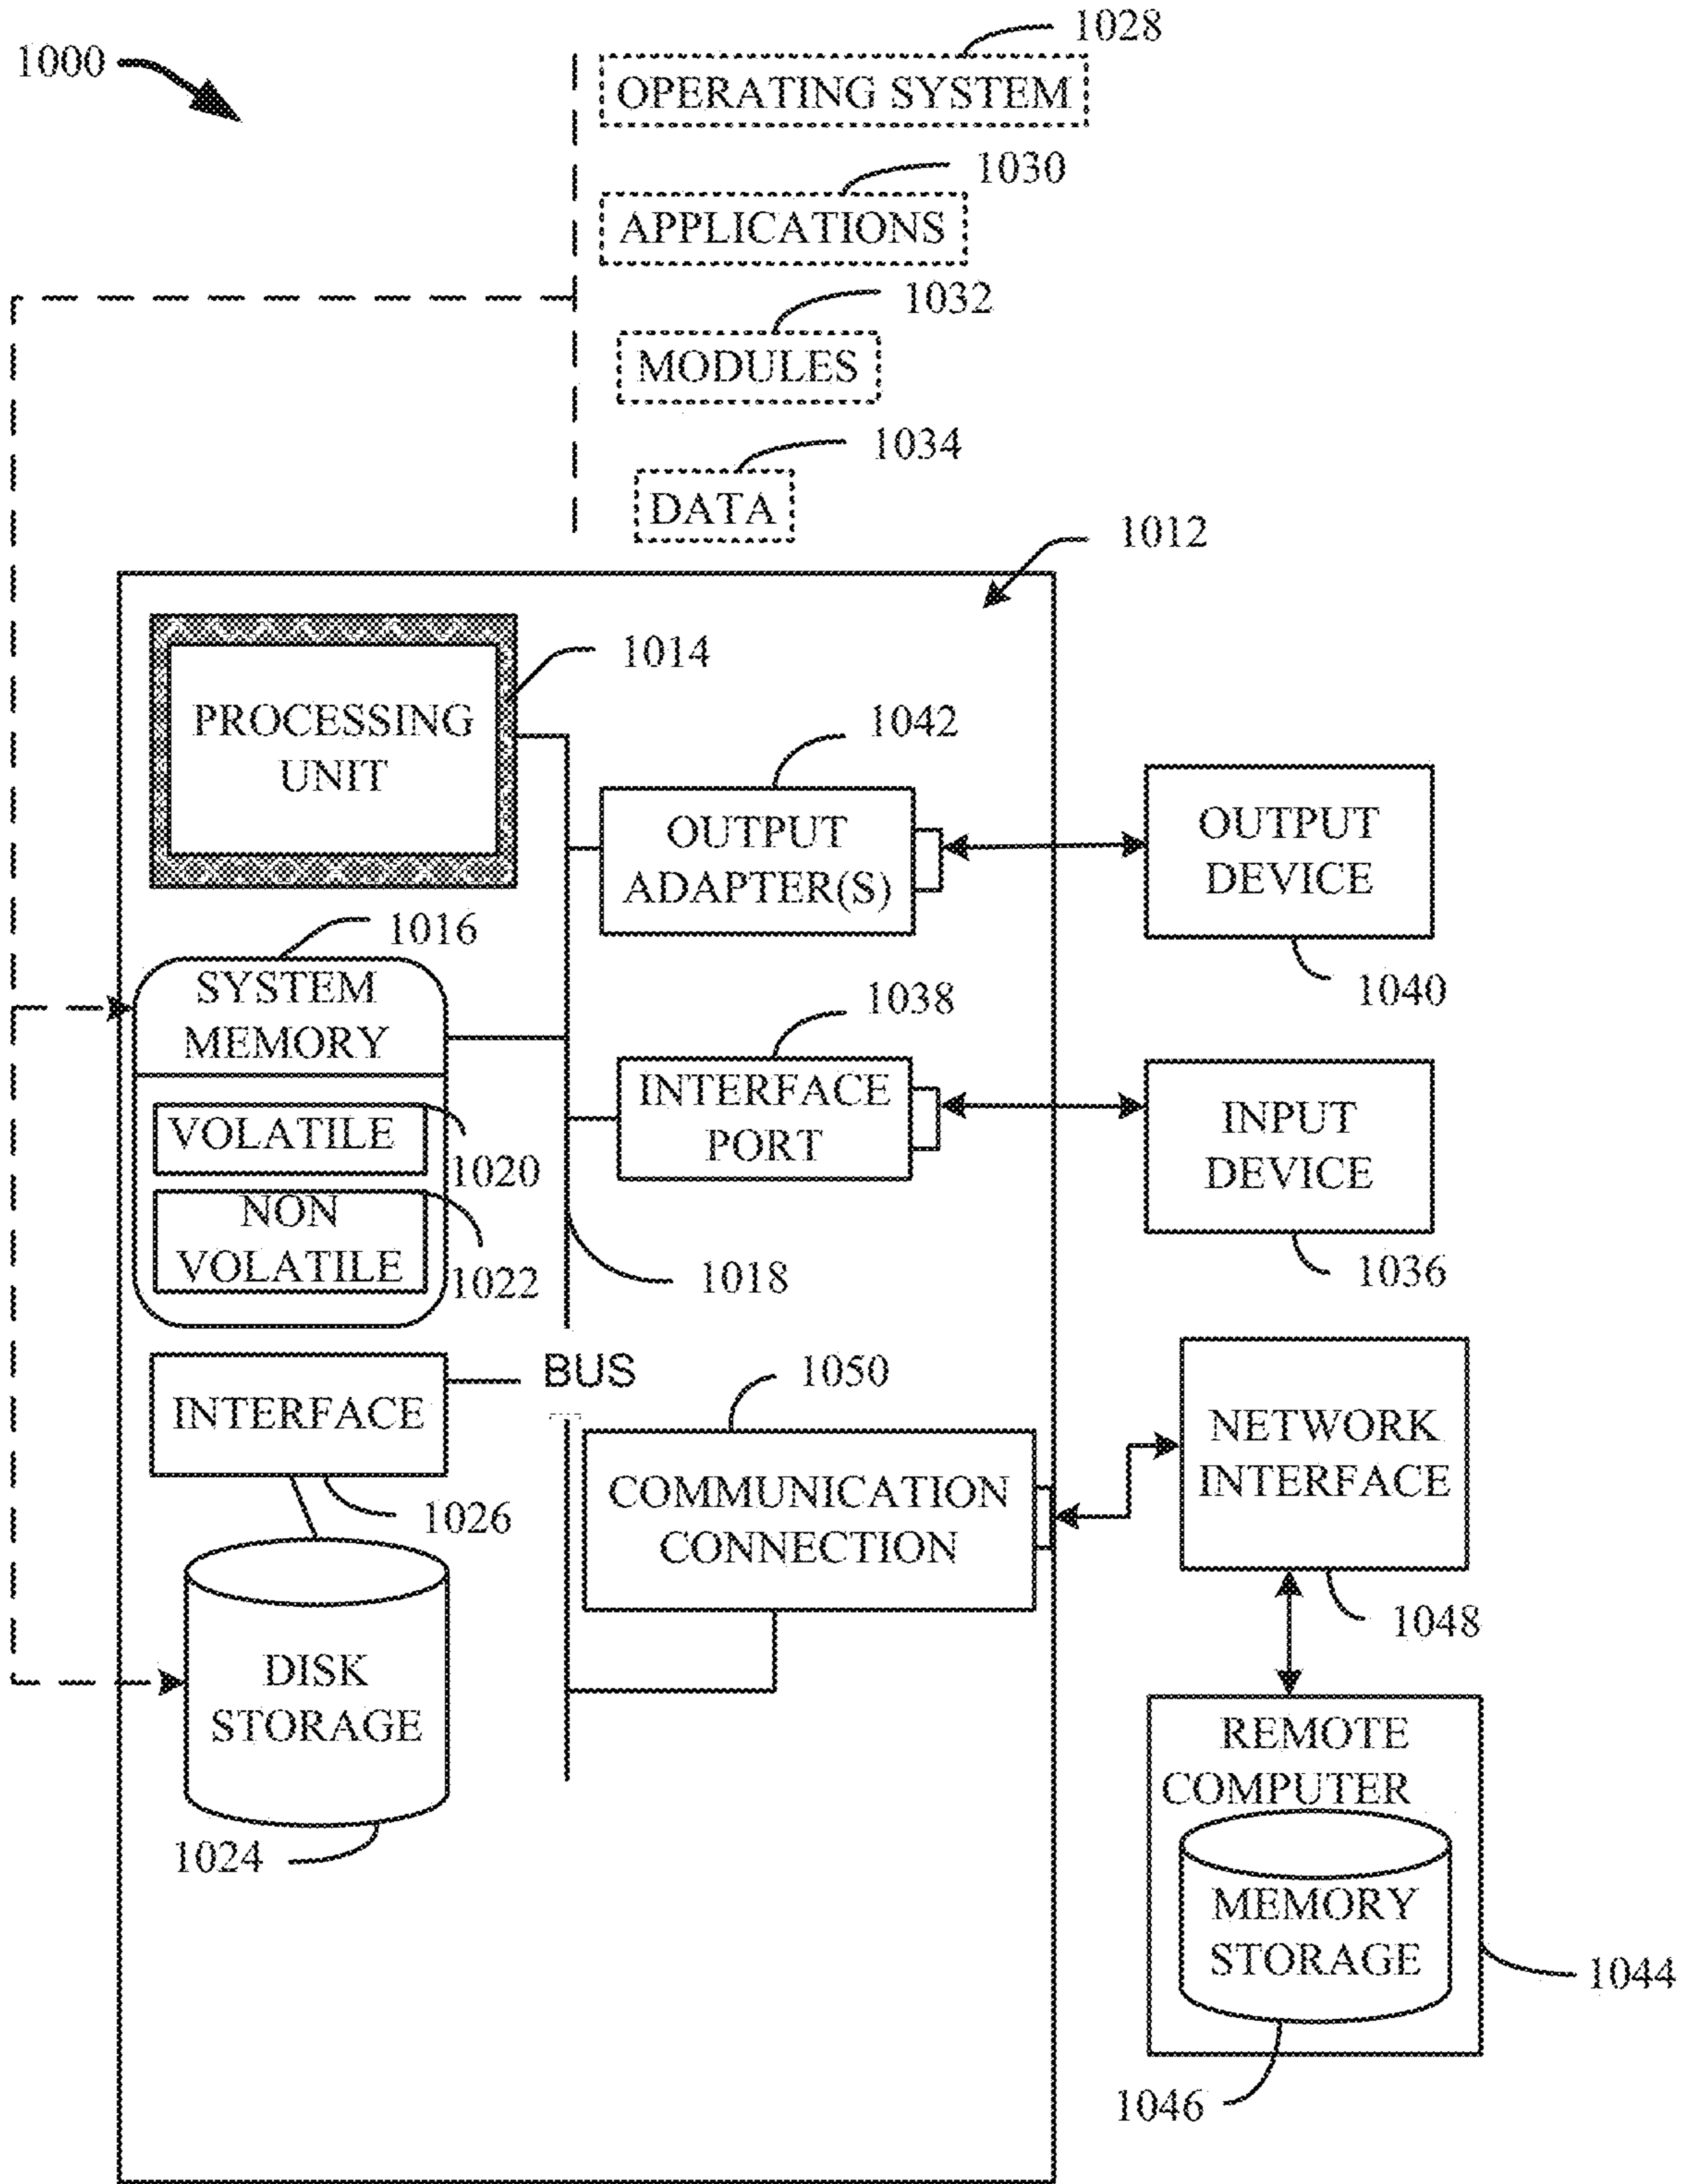 1028
1000
OPERATING SYSTEM
1030
APPLICATIONS
1032
MODULES
1034
DATA
1012
1014
PROCESSING
UNIT
1042
OUTPUT
ADAPTER(S)
OUTPUT
DEVICE
1040
1016
SYSTEM
MEMORY
1038
INTERFACE
PORT
INPUT
DEVICE
1036
VOLATILE
1020
NON
VOLATILE
1022
1018
BUS
1050
INTERFACE
1026
COMMUNICATION
CONNECTION
NETWORK
INTERFACE
1048
DISK
STORAGE
1024
REMOTE
COMPUTER
MEMORY
STORAGE
1044
1046